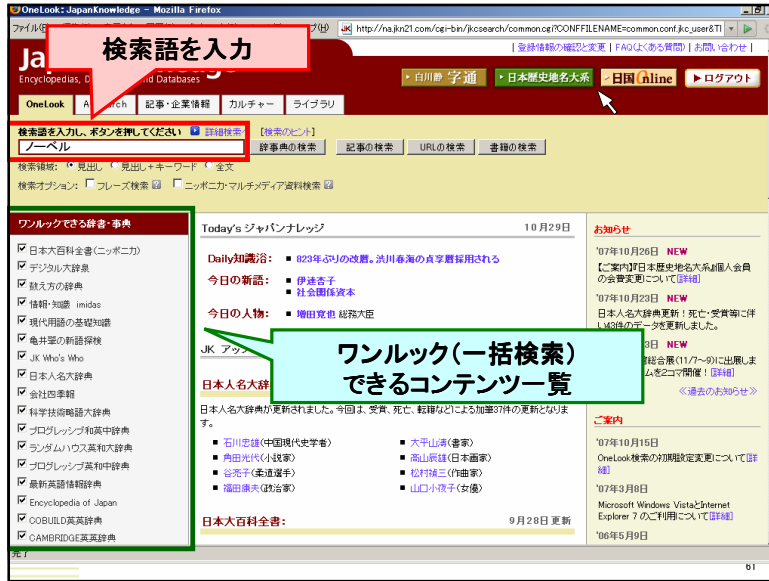 OneLook: JapanKnowledge - Mozilla Firefox
ファイル(F)
プ(H)
http://na.jkn21.com/cgi-bin/jkcsearch/common.cgi?CONFFILENAME=common.conf.jkc_user&TI
検索語を入力
登録情報の確認と変更 | FAQ(よくある質問) | お問い合わせ |
Ja
Encyclopedias, D
nd Databases
白川静 字通
日本歴史地名大系
日国 Online
ログアウト
OneLook
A
rch
記事・企業情報
カルチャー
ライブラリ
検索語を入力し、ボタンを押してください
詳細検索へ
[検索のヒント]
ノーベル
辞事典の検索
記事の検索
URLの検索
書籍の検索
検索領域: 見出し 見出し+キーワード 全文
検索オプション: フレーズ検索 ニッポニカ・マルチメディア資料検索
ワンルックできる辞書・事典
日本大百科全書(ニッポニカ)
デジタル大辞泉
数え方の辞典
情報・知識 imidas
現代用語の基礎知識
亀井肇の新語探検
JK Who's Who
日本人名大辞典
会社四季報
科学技術略語大辞典
プログレッシブ和英中辞典
ランダムハウス英和大辞典
プログレッシブ英和中辞典
最新英語情報辞典
Encyclopedia of Japan
COBUILD英英辞典
CAMBRIDGE英英辞典
Today's ジャパンナレッジ
10月29日
Daily知識浴:
823年ぶりの改暦。渋川春海の貞享暦採用される
今日の新語:
伊達杏子
社会関係資本
今日の人物:
増田寛也 総務大臣
JK アッ
ワンルック(一括検索)
できるコンテンツ一覧
日本人名大辞
日本人名大辞典が更新されました。今回は、受賞、死亡、転籍などによる加筆37件の更新となります。
石川忠雄(中国現代史学者)
大平山濤(書家)
角田光代(小説家)
高山辰雄(日本画家)
谷亮子(柔道選手)
松村禎三(作曲家)
福田康夫(政治家)
山口小夜子(女優)
日本大百科全書:
9月28日 更新
お知らせ
'07年10月26日 NEW
【ご案内】『日本歴史地名大系』個人会員の会費変更について[詳細]
'07年10月23日 NEW
日本人名大辞典更新!死亡・受賞等に伴い43件のデータを更新しました。
3日 NEW
総合展(11/7~9)に出展しま
ムを2コマ開催![詳細]
≪過去のお知らせ≫
ご案内
'07年10月15日
OneLook検索の初期設定変更について[詳細]
'07年3月8日
Microsoft Windows VistaとInternet Explorer 7 のご利用について[詳細]
'06年5月9日
完了
61